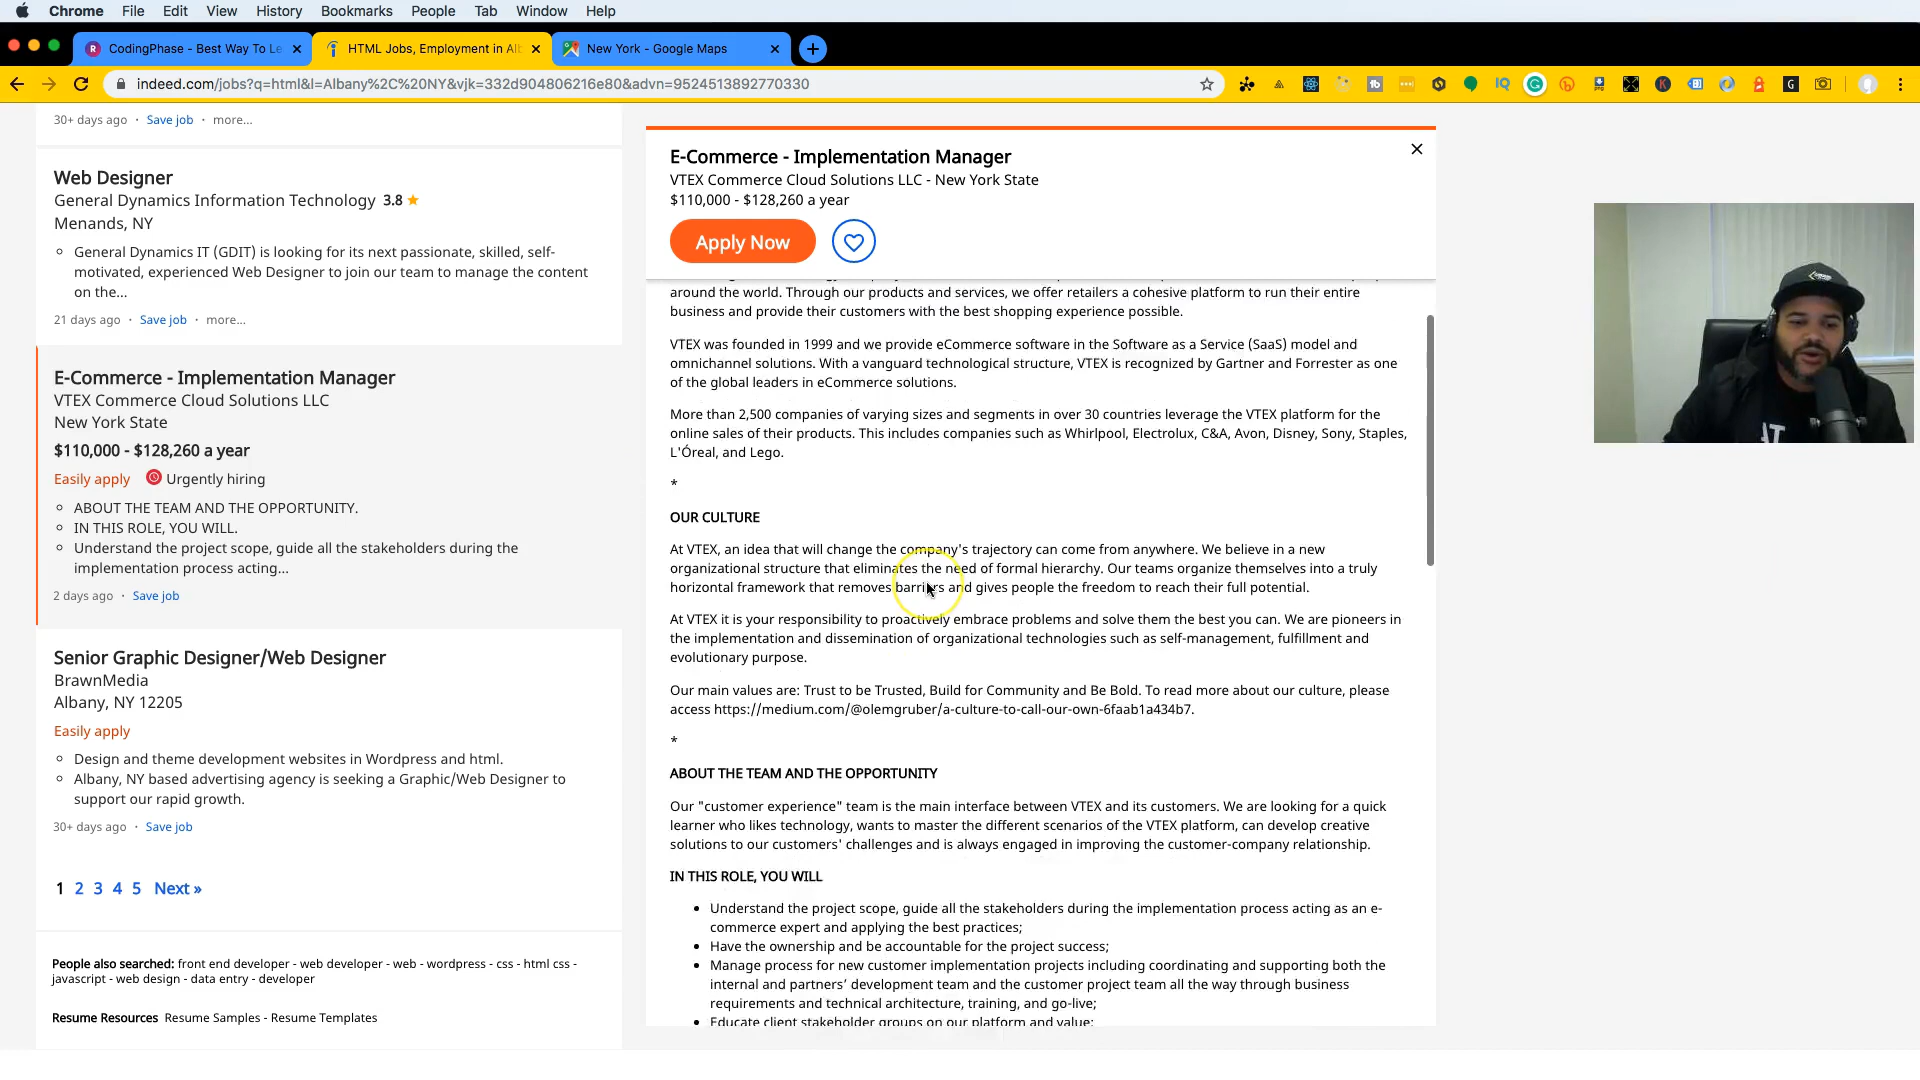 Chrome File Edit View History Bookmarks People Tab Window Help
CodingPhase - Best Way To Le
HTML Jobs, Employment in Alb
New York - Google Maps
indeed.com/jobs?q=html&l=Albany%2C%20NY&vjk=332d904806216e80&advn=9524513892770330
30+ days ago · Save job · more...
Web Designer
General Dynamics Information Technology 3.8
Menands, NY
General Dynamics IT (GDIT) is looking for its next passionate, skilled, self-
motivated, experienced Web Designer to join our team to manage the content
on the...
21 days ago · Save job · more...
E-Commerce - Implementation Manager
VTEX Commerce Cloud Solutions LLC
New York State
$110,000 - $128,260 a year
Easily apply Urgently hiring
ABOUT THE TEAM AND THE OPPORTUNITY.
IN THIS ROLE, YOU WILL.
Understand the project scope, guide all the stakeholders during the
implementation process acting...
2 days ago · Save job
Senior Graphic Designer/Web Designer
BrawnMedia
Albany, NY 12205
Easily apply
Design and theme development websites in Wordpress and html.
Albany, NY based advertising agency is seeking a Graphic/Web Designer to
support our rapid growth.
30+ days ago · Save job
1 2 3 4 5 Next »
People also searched: front end developer - web developer - web - wordpress - css - html css -
javascript - web design - data entry - developer
Resume Resources Resume Samples - Resume Templates
E-Commerce - Implementation Manager
VTEX Commerce Cloud Solutions LLC - New York State
$110,000 - $128,260 a year
Apply Now
around the world. Through our products and services, we offer retailers a cohesive platform to run their entire
business and provide their customers with the best shopping experience possible.
VTEX was founded in 1999 and we provide eCommerce software in the Software as a Service (SaaS) model and
omnichannel solutions. With a vanguard technological structure, VTEX is recognized by Gartner and Forrester as one
of the global leaders in eCommerce solutions.
More than 2,500 companies of varying sizes and segments in over 30 countries leverage the VTEX platform for the
online sales of their products. This includes companies such as Whirlpool, Electrolux, C&A, Avon, Disney, Sony, Staples,
L'Óreal, and Lego.
*
OUR CULTURE
At VTEX, an idea that will change the company's trajectory can come from anywhere. We believe in a new
organizational structure that eliminates the need of formal hierarchy. Our teams organize themselves into a truly
horizontal framework that removes barriers and gives people the freedom to reach their full potential.
At VTEX it is your responsibility to proactively embrace problems and solve them the best you can. We are pioneers in
the implementation and dissemination of organizational technologies such as self-management, fulfillment and
evolutionary purpose.
Our main values are: Trust to be Trusted, Build for Community and Be Bold. To read more about our culture, please
access https://medium.com/@olemgruber/a-culture-to-call-our-own-6faab1a434b7.
*
ABOUT THE TEAM AND THE OPPORTUNITY
Our "customer experience" team is the main interface between VTEX and its customers. We are looking for a quick
learner who likes technology, wants to master the different scenarios of the VTEX platform, can develop creative
solutions to our customers' challenges and is always engaged in improving the customer-company relationship.
IN THIS ROLE, YOU WILL
Understand the project scope, guide all the stakeholders during the implementation process acting as an e-
commerce expert and applying the best practices;
Have the ownership and be accountable for the project success;
Manage process for new customer implementation projects including coordinating and supporting both the
internal and partners’ development team and the customer project team all the way through business
requirements and technical architecture, training, and go-live;
Educate client stakeholder groups on our platform and value;